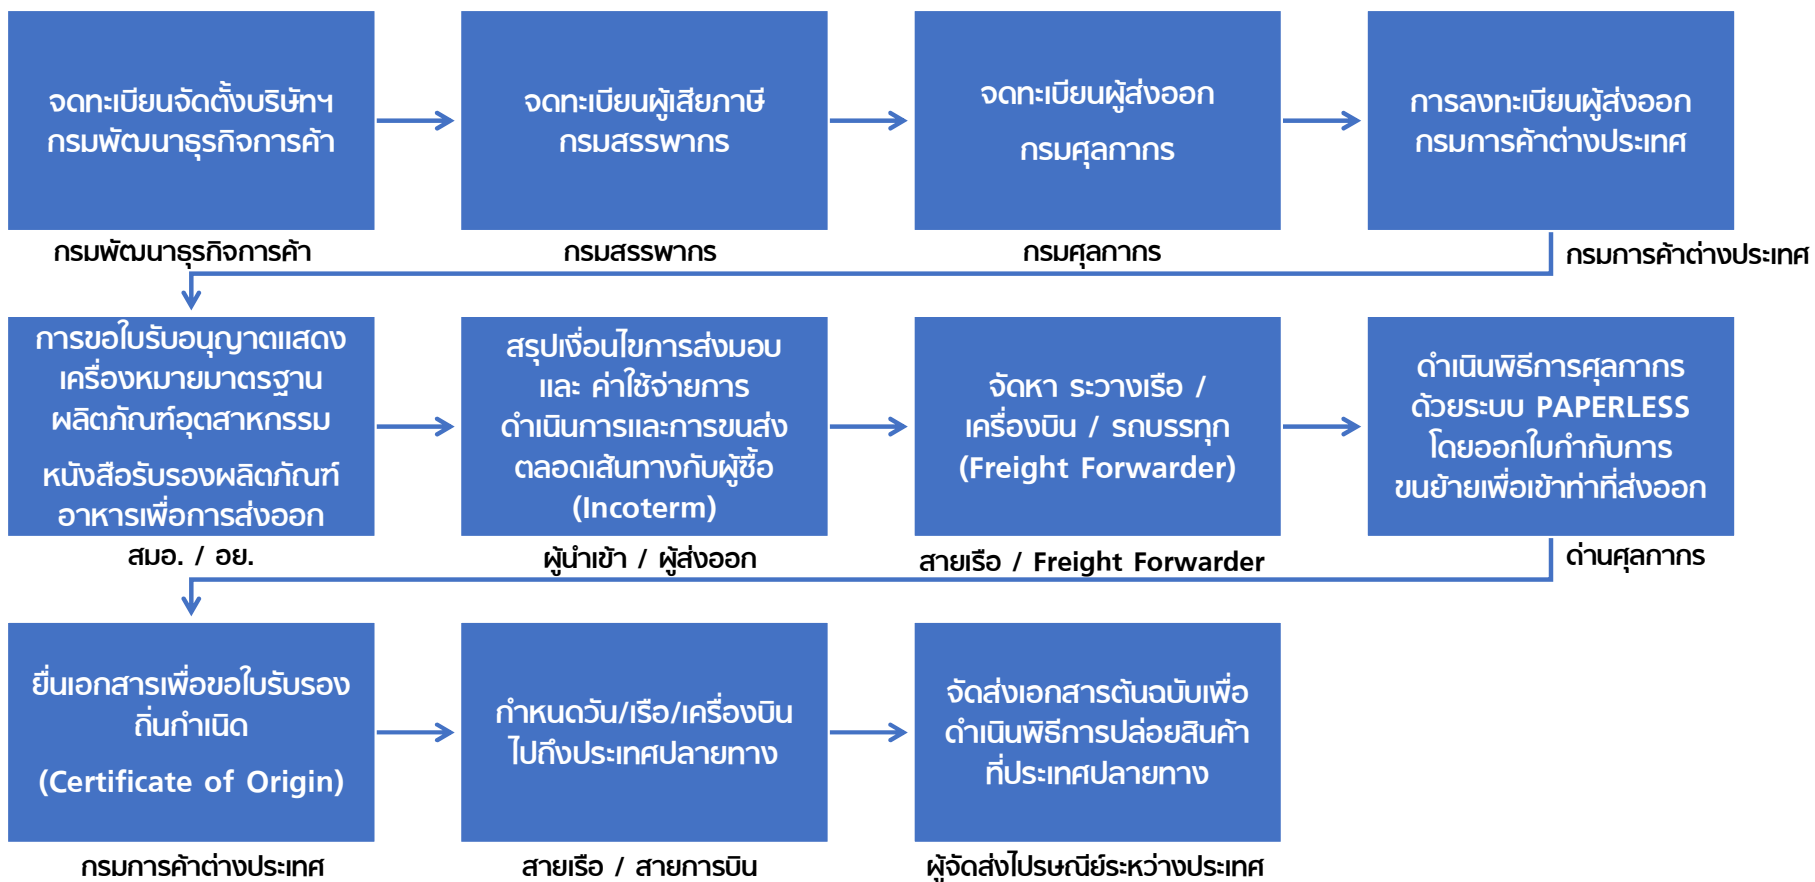 จดทะเบียนจัดตั้งบริษัทฯ
กรมพัฒนาธุรกิจการค้า
กรมพัฒนาธุรกิจการค้า
จดทะเบียนผู้เสียภาษี
กรมสรรพากร
กรมสรรพากร
จดทะเบียนผู้ส่งออก
กรมศุลกากร
กรมศุลกากร
การลงทะเบียนผู้ส่งออก
กรมการค้าต่างประเทศ
กรมการค้าต่างประเทศ
การขอใบรับอนุญาตแสดง
เครื่องหมายมาตรฐาน
ผลิตภัณฑ์อุตสาหกรรม
หนังสือรับรองผลิตภัณฑ์
อาหารเพื่อการส่งออก
สมอ. / อย.
สรุปเงื่อนไขการส่งมอบ
และ ค่าใช้จ่ายการ
ดำเนินการและการขนส่ง
ตลอดเส้นทางกับผู้ซื้อ
(Incoterm)
ผู้นำเข้า / ผู้ส่งออก
จัดหา ระวางเรือ /
เครื่องบิน / รถบรรทุก
(Freight Forwarder)
สายเรือ / Freight Forwarder
ดำเนินพิธีการศุลกากร
ด้วยระบบ PAPERLESS
โดยออกใบกำกับการ
ขนย้ายเพื่อเข้าท่าที่ส่งออก
ด่านศุลกากร
ยื่นเอกสารเพื่อขอใบรับรอง
ถิ่นกำเนิด
(Certificate of Origin)
กรมการค้าต่างประเทศ
กำหนดวัน/เรือ/เครื่องบิน
ไปถึงประเทศปลายทาง
สายเรือ / สายการบิน
จัดส่งเอกสารต้นฉบับเพื่อ
ดำเนินพิธีการปล่อยสินค้า
ที่ประเทศปลายทาง
ผู้จัดส่งไปรษณีย์ระหว่างประเทศ